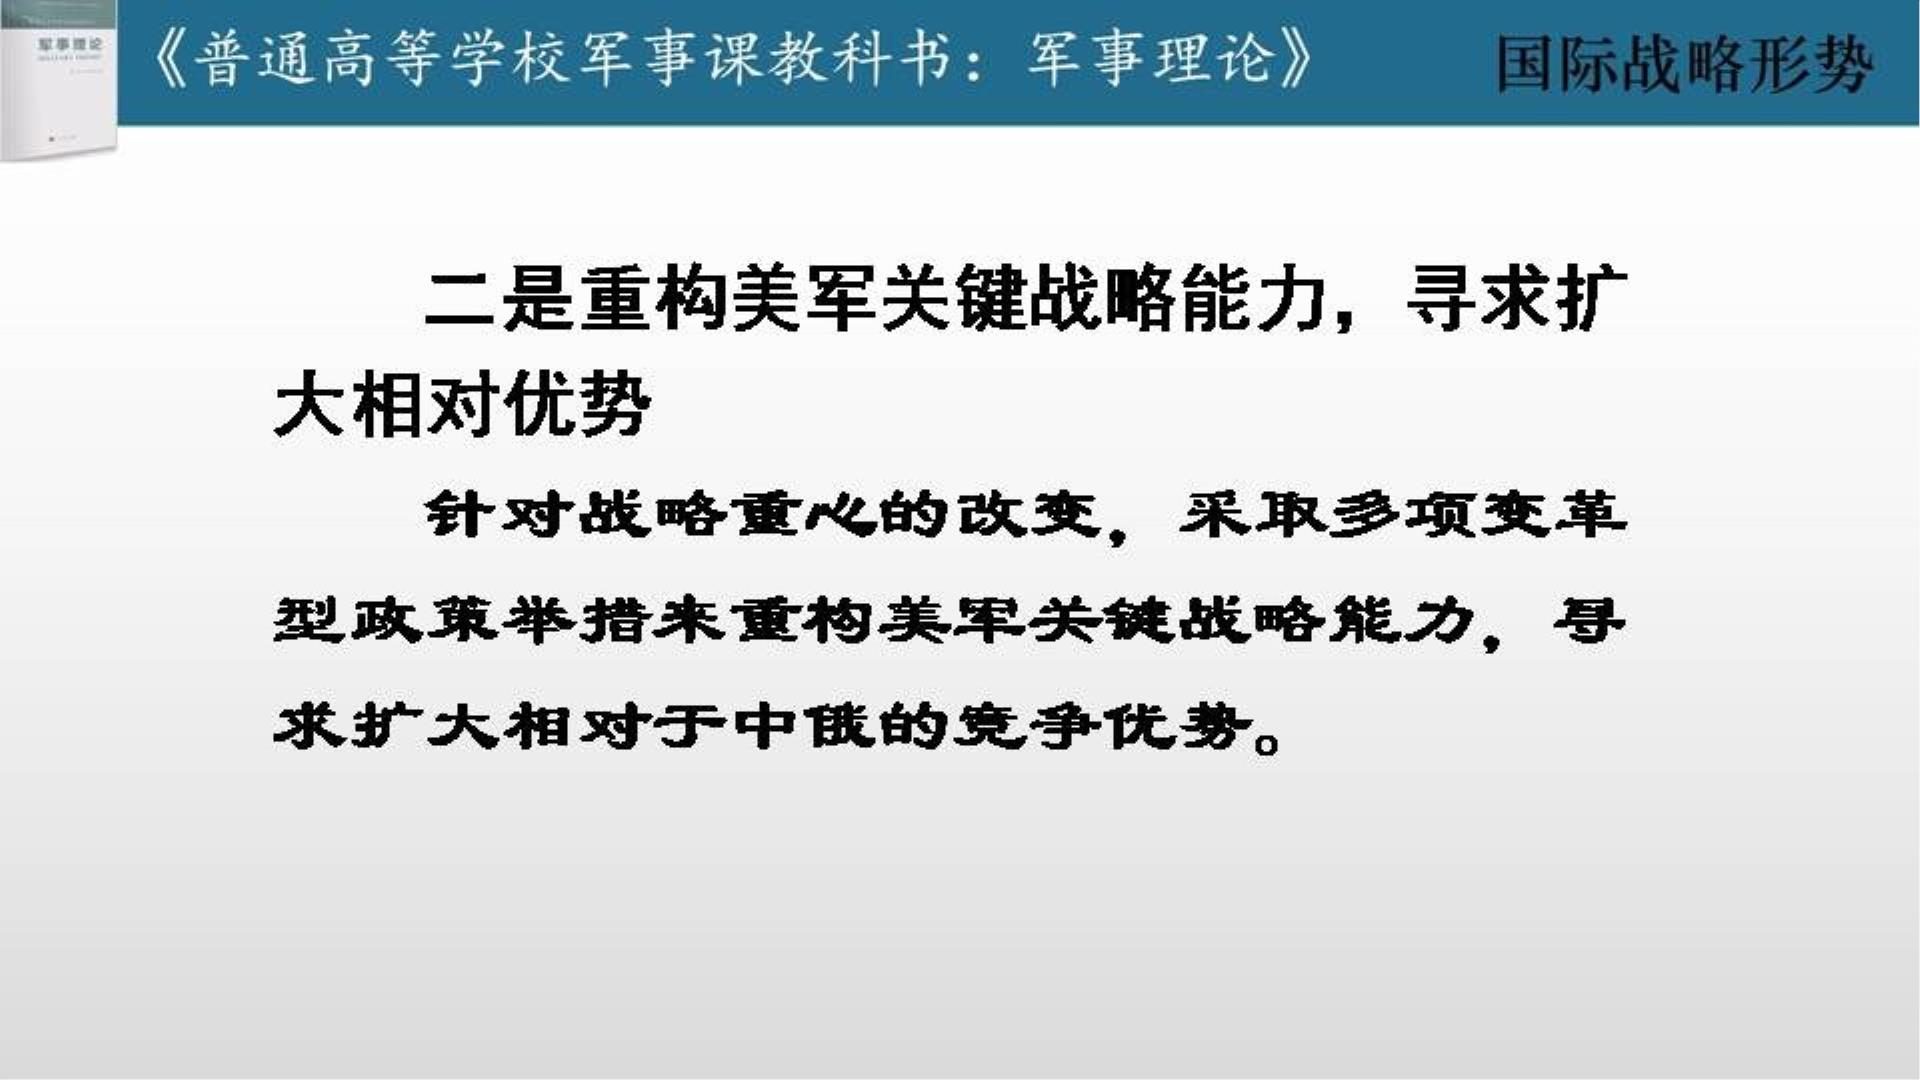 军事理论
《普通高等学校军事课教科书：军事理论》
国际战略形势
二是重构美军关键战略能力，寻求扩
大相对优势
针对战略重心的改变，采取多项变革
型政策举措来重构美军关键战略能力，寻
求扩大相对于中俄的竞争优势。